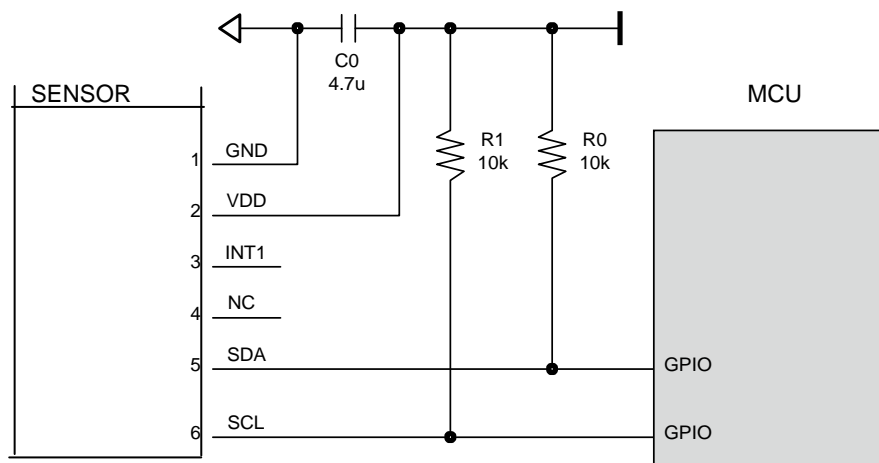 C0
4.7u
SENSOR
MCU
R1
10k
R0
10k
1 GND
2 VDD
3 INT1
4 NC
5 SDA
GPIO
6 SCL
GPIO